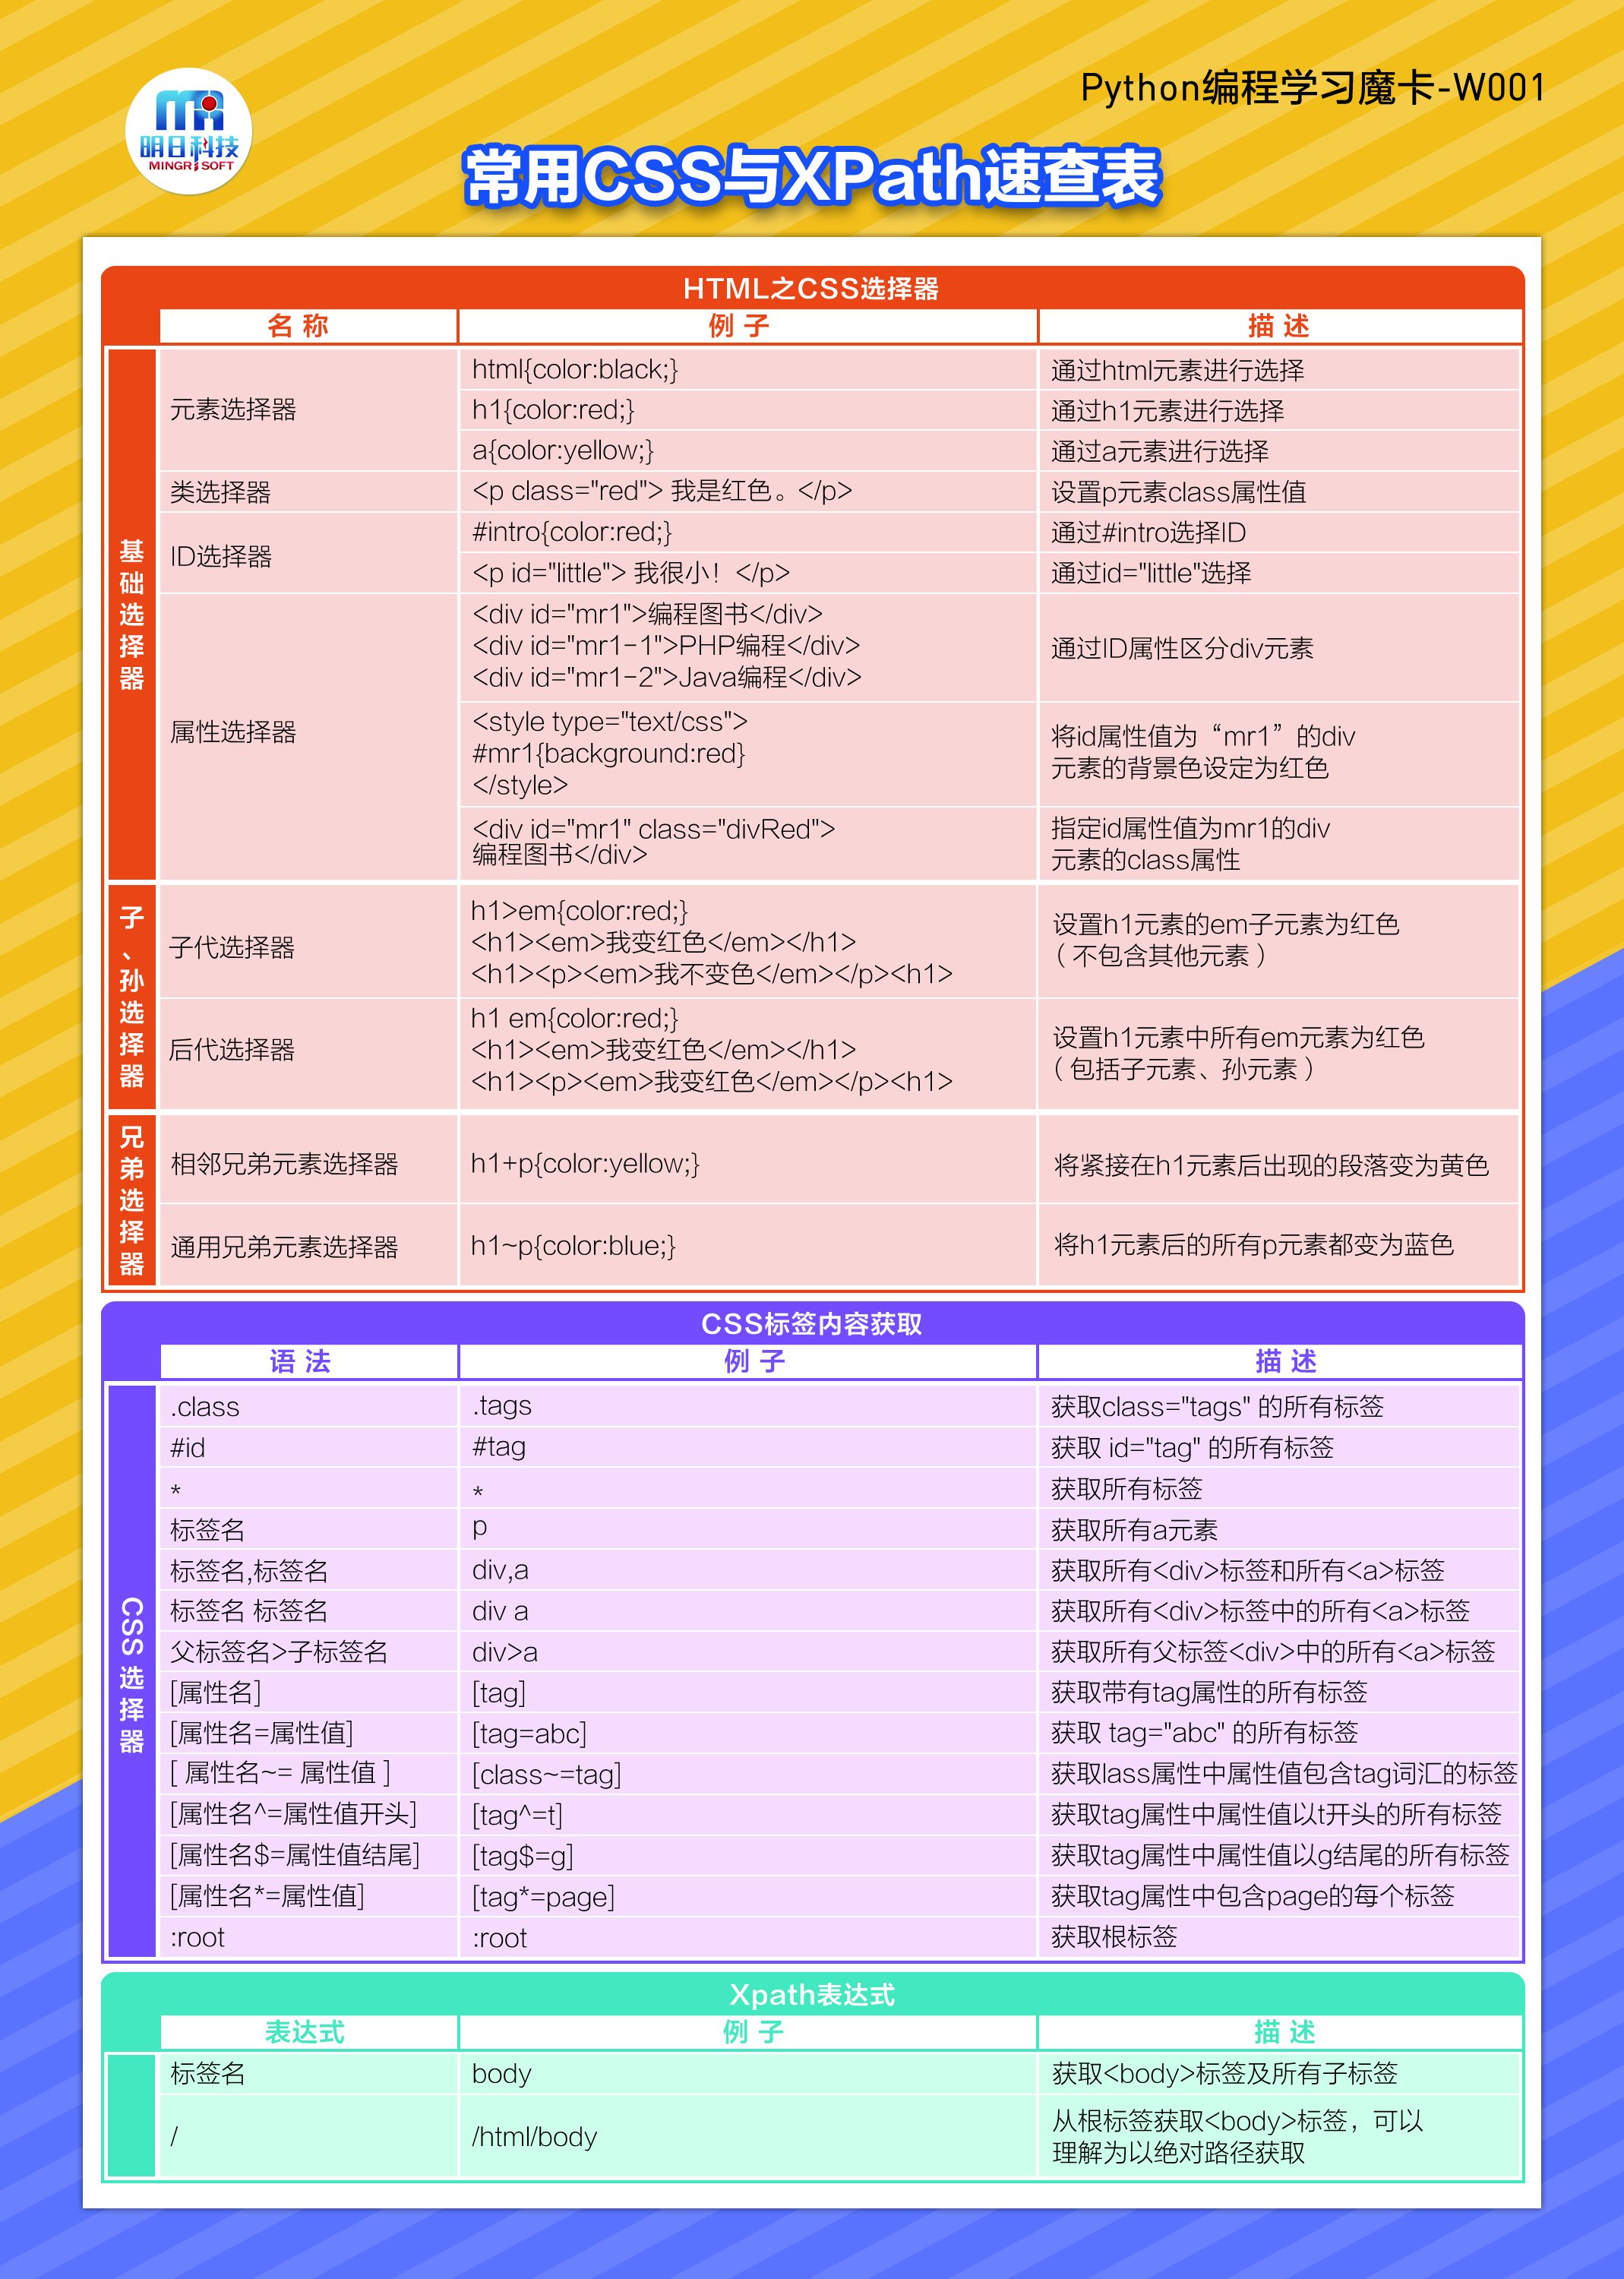 Python编程学习魔卡-W001
明日科技
MINGRISOFT
常用CSS与XPath速查表
HTML之CSS选择器
名 称
例 子
描 述
基础选择器
元素选择器
html{color:black;}
通过html元素进行选择
h1{color:red;}
通过h1元素进行选择
a{color:yellow;}
通过a元素进行选择
类选择器
<p class="red"> 我是红色。</p>
设置p元素class属性值
ID选择器
#intro{color:red;}
通过#intro选择ID
<p id="little"> 我很小！</p>
通过id="little"选择
属性选择器
<div id="mr1">编程图书</div>
<div id="mr1-1">PHP编程</div>
<div id="mr1-2">Java编程</div>
通过ID属性区分div元素
<style type="text/css">
#mr1{background:red}
</style>
将id属性值为“mr1”的div
元素的背景色设定为红色
<div id="mr1" class="divRed">
编程图书</div>
指定id属性值为mr1的div
元素的class属性
子、孙选择器
子代选择器
h1>em{color:red;}
<h1><em>我变红色</em></h1>
<h1><p><em>我不变色</em></p><h1>
设置h1元素的em子元素为红色
（不包含其他元素）
后代选择器
h1 em{color:red;}
<h1><em>我变红色</em></h1>
<h1><p><em>我变红色</em></p><h1>
设置h1元素中所有em元素为红色
（包括子元素、孙元素）
兄弟选择器
相邻兄弟元素选择器
h1+p{color:yellow;}
将紧接在h1元素后出现的段落变为黄色
通用兄弟元素选择器
h1~p{color:blue;}
将h1元素后的所有p元素都变为蓝色
CSS标签内容获取
语 法
例 子
描 述
CSS选择器
.class
.tags
获取class="tags" 的所有标签
#id
#tag
获取 id="tag" 的所有标签
*
*
获取所有标签
标签名
p
获取所有a元素
标签名,标签名
div,a
获取所有<div>标签和所有<a>标签
标签名 标签名
div a
获取所有<div>标签中的所有<a>标签
父标签名>子标签名
div>a
获取所有父标签<div>中的所有<a>标签
[属性名]
[tag]
获取带有tag属性的所有标签
[属性名=属性值]
[tag=abc]
获取 tag="abc" 的所有标签
[ 属性名~= 属性值 ]
[class~=tag]
获取lass属性中属性值包含tag词汇的标签
[属性名^=属性值开头]
[tag^=t]
获取tag属性中属性值以t开头的所有标签
[属性名$=属性值结尾]
[tag$=g]
获取tag属性中属性值以g结尾的所有标签
[属性名*=属性值]
[tag*=page]
获取tag属性中包含page的每个标签
:root
:root
获取根标签
Xpath表达式
表达式
例 子
描 述
标签名
body
获取<body>标签及所有子标签
/
/html/body
从根标签获取<body>标签，可以
理解为以绝对路径获取